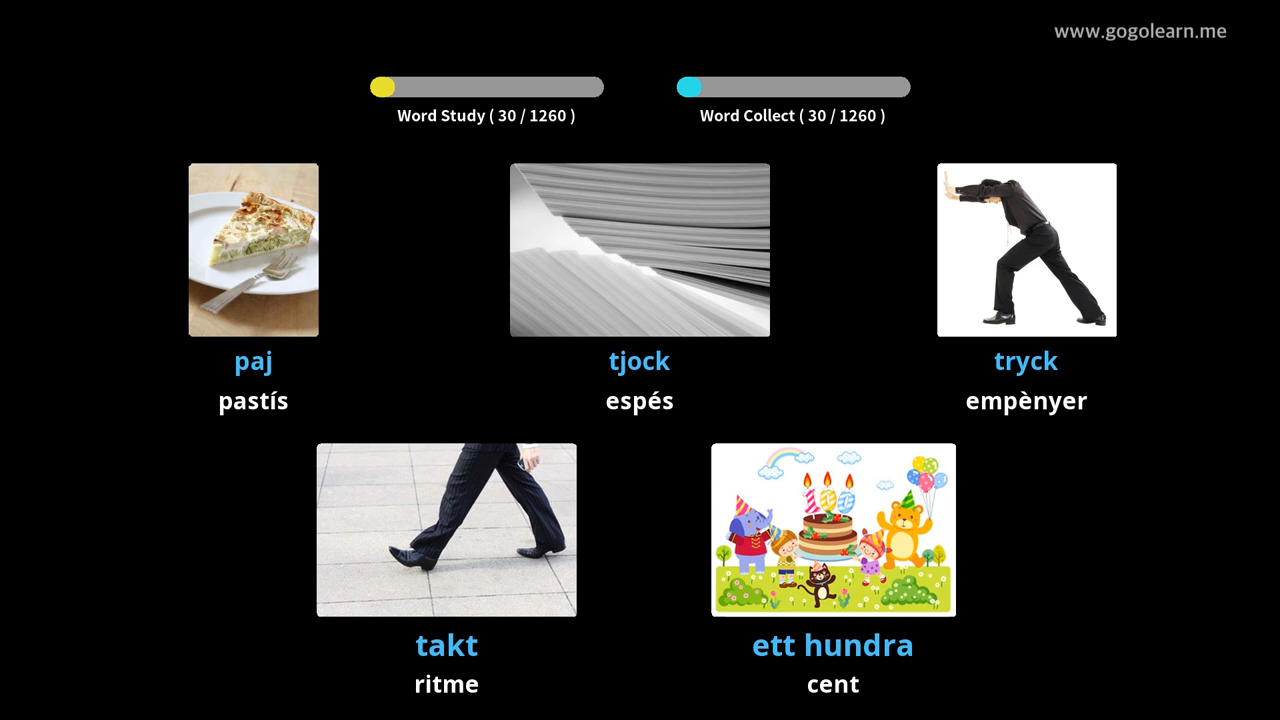 www.gogolearn.me
Word Study ( 30 / 1260 )
Word Collect ( 30 / 1260 )
paj
pastís
tjock
espés
tryck
empènyer
takt
ritme
100
ett hundra
cent